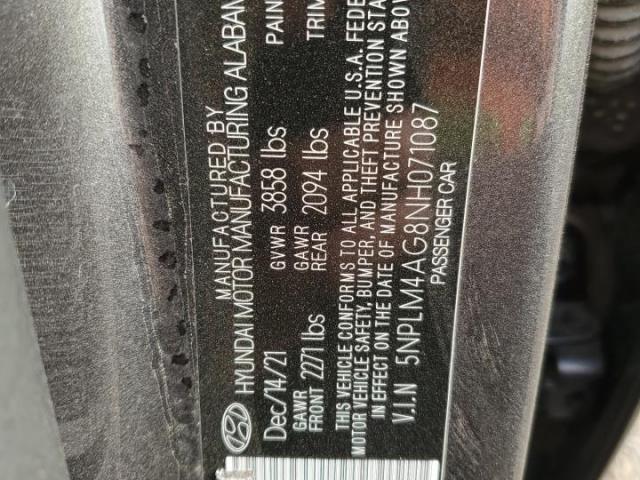 MANUFACTURED BY
HYUNDAI MOTOR MANUFACTURING ALABAM
Dec/14/21 GVWR 3858 lbs PAIN
GAWR FRONT 2271 lbs GAWR REAR 2094 lbs TRIM
THIS VEHICLE CONFORMS TO ALL APPLICABLE U.S.A. FEDE
MOTOR VEHICLE SAFETY, BUMPER, AND THEFT PREVENTION STA
IN EFFECT ON THE DATE OF MANUFACTURE SHOWN ABOV
V.I.N 5NPLM4AG8NH071087
PASSENGER CAR